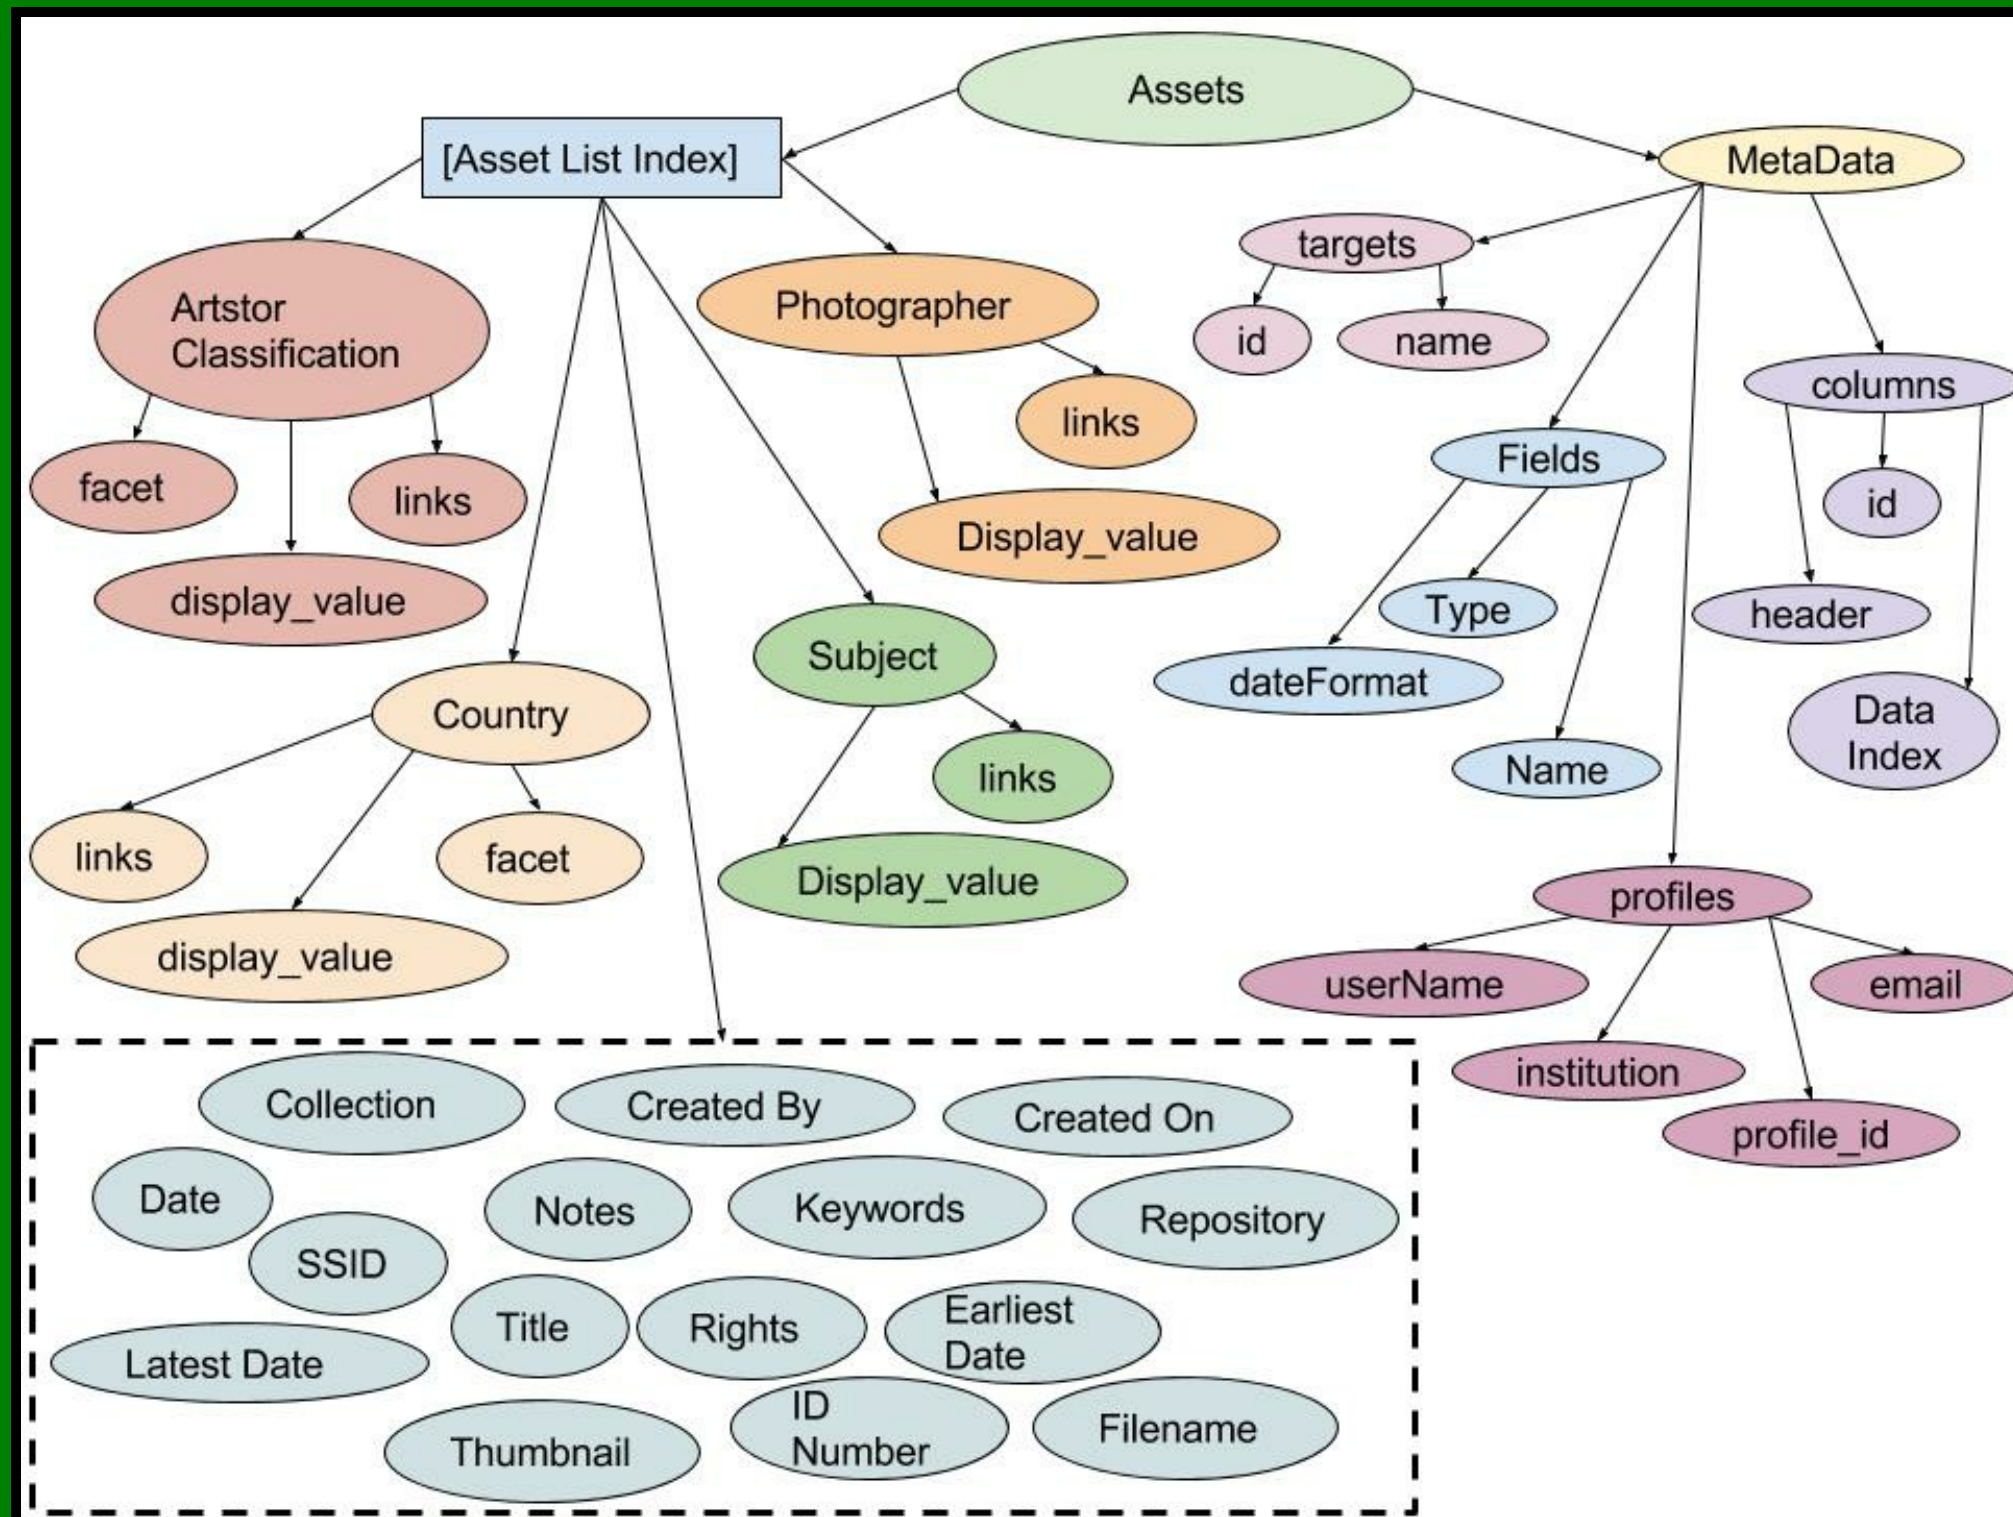 Assets
[Asset List Index]
MetaData
targets
Artstor
Classification
Photographer
id
name
columns
links
Fields
facet
links
id
Display_value
display_value
Type
header
Subject
dateFormat
Country
Data
Index
links
Name
links
facet
Display_value
profiles
display_value
userName
email
institution
Collection
Created By
Created On
profile_id
Date
Notes
Keywords
Repository
SSID
Title
Rights
Earliest
Date
Latest Date
Thumbnail
ID
Number
Filename